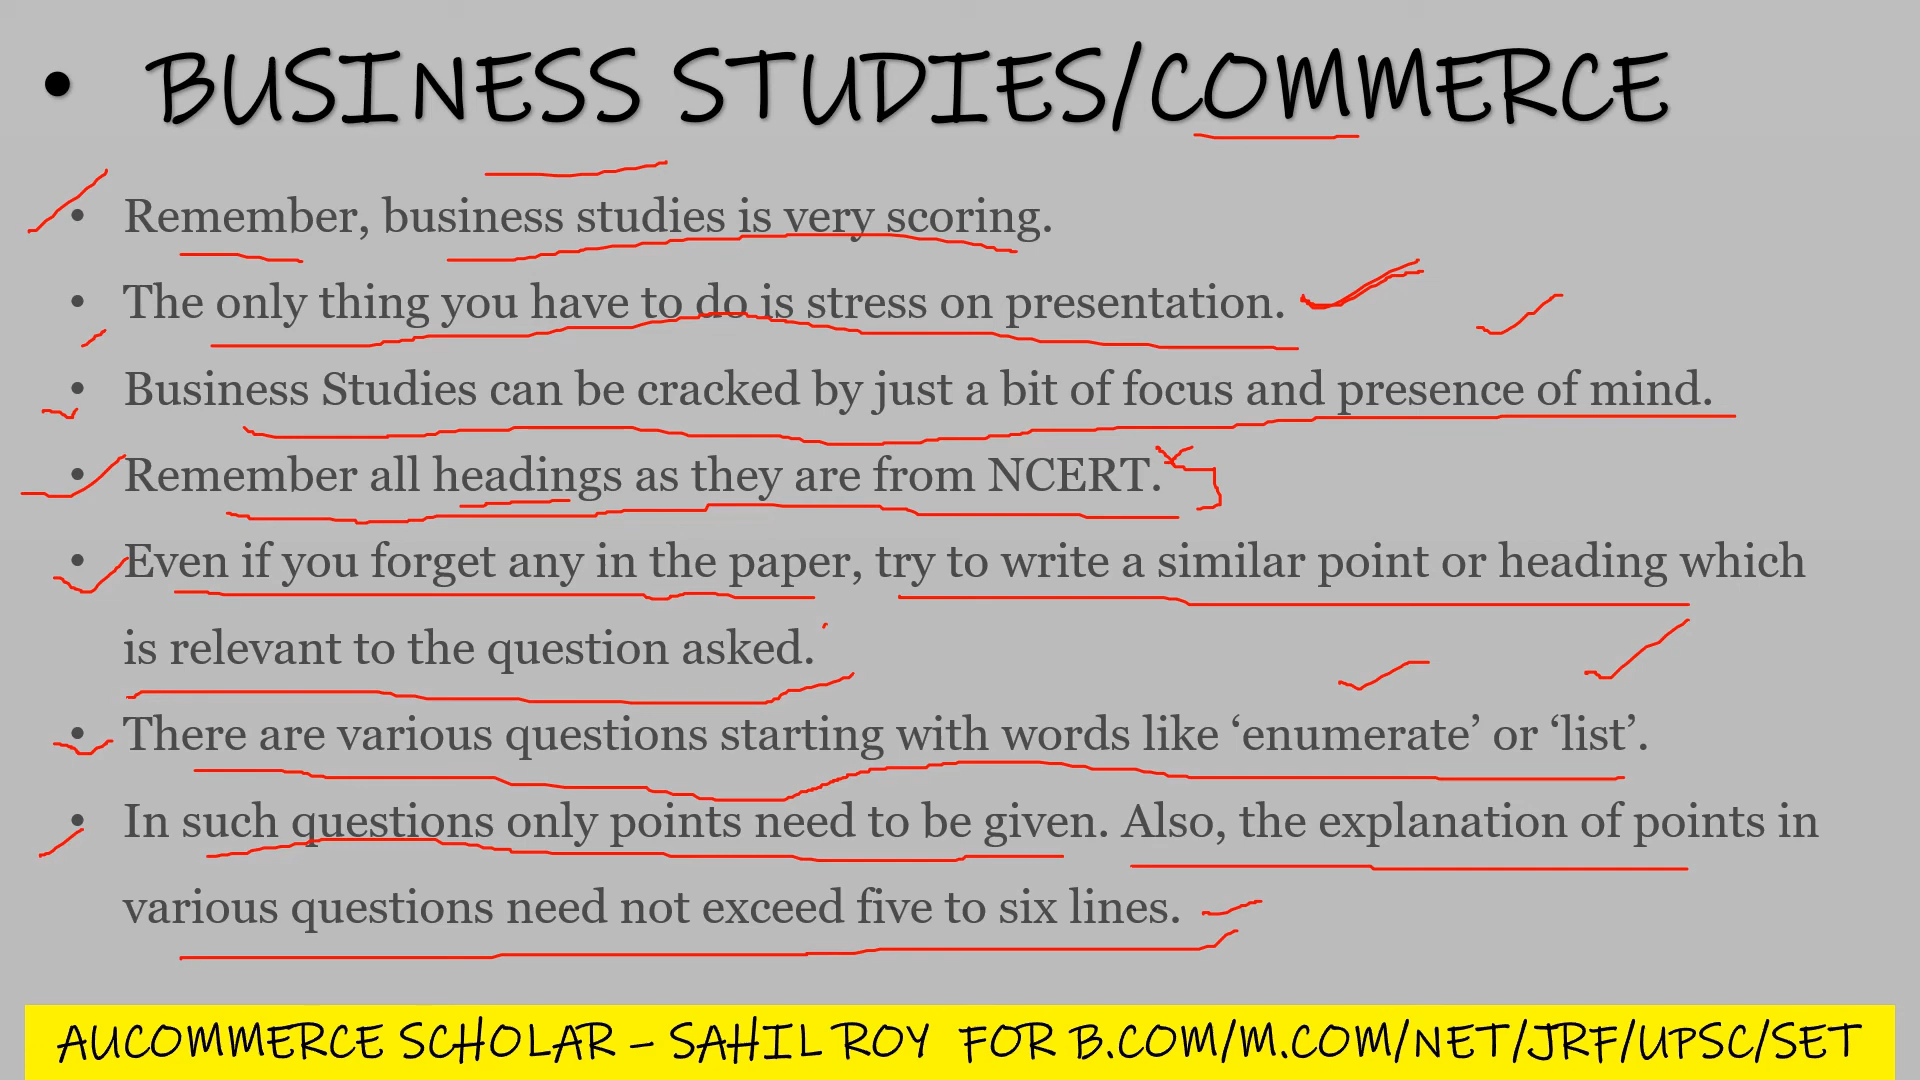 • BUSINESS STUDIES/COMMERCE
• Remember, business studies is very scoring.
• The only thing you have to do is stress on presentation.
• Business Studies can be cracked by just a bit of focus and presence of mind.
• Remember all headings as they are from NCERT.
• Even if you forget any in the paper, try to write a similar point or heading which
is relevant to the question asked.
• There are various questions starting with words like ‘enumerate’ or ‘list’.
• In such questions only points need to be given. Also, the explanation of points in
various questions need not exceed five to six lines.
AUCOMMERCE SCHOLAR – SAHIL ROY FOR B.COM/M.COM/NET/JRF/UPSC/SET